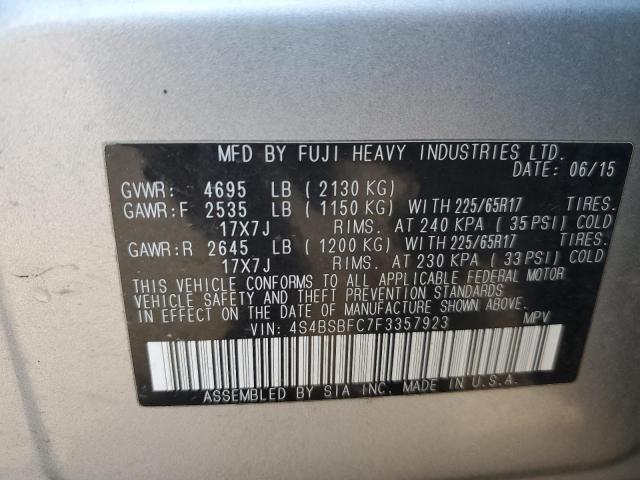 MFD BY FUJI HEAVY INDUSTRIES LTD.
DATE: 06/15
GVWR: 4695 LB (2130 KG)
GAWR:F 2535 LB (1150 KG) WITH 225/65R17 TIRES.
17X7J RIMS. AT 240 KPA (35 PSI) COLD
GAWR:R 2645 LB (1200 KG) WITH 225/65R17 TIRES.
17X7J RIMS. AT 230 KPA (33 PSI) COLD
THIS VEHICLE CONFORMS TO ALL APPLICABLE FEDERAL MOTOR
VEHICLE SAFETY AND THEFT PREVENTION STANDARDS
IN EFFECT ON THE DATE OF MANUFACTURE SHOWN ABOVE.
VIN: 4S4BSBFC7F3357923 MPV
ASSEMBLED BY SIA INC. MADE IN U.S.A.